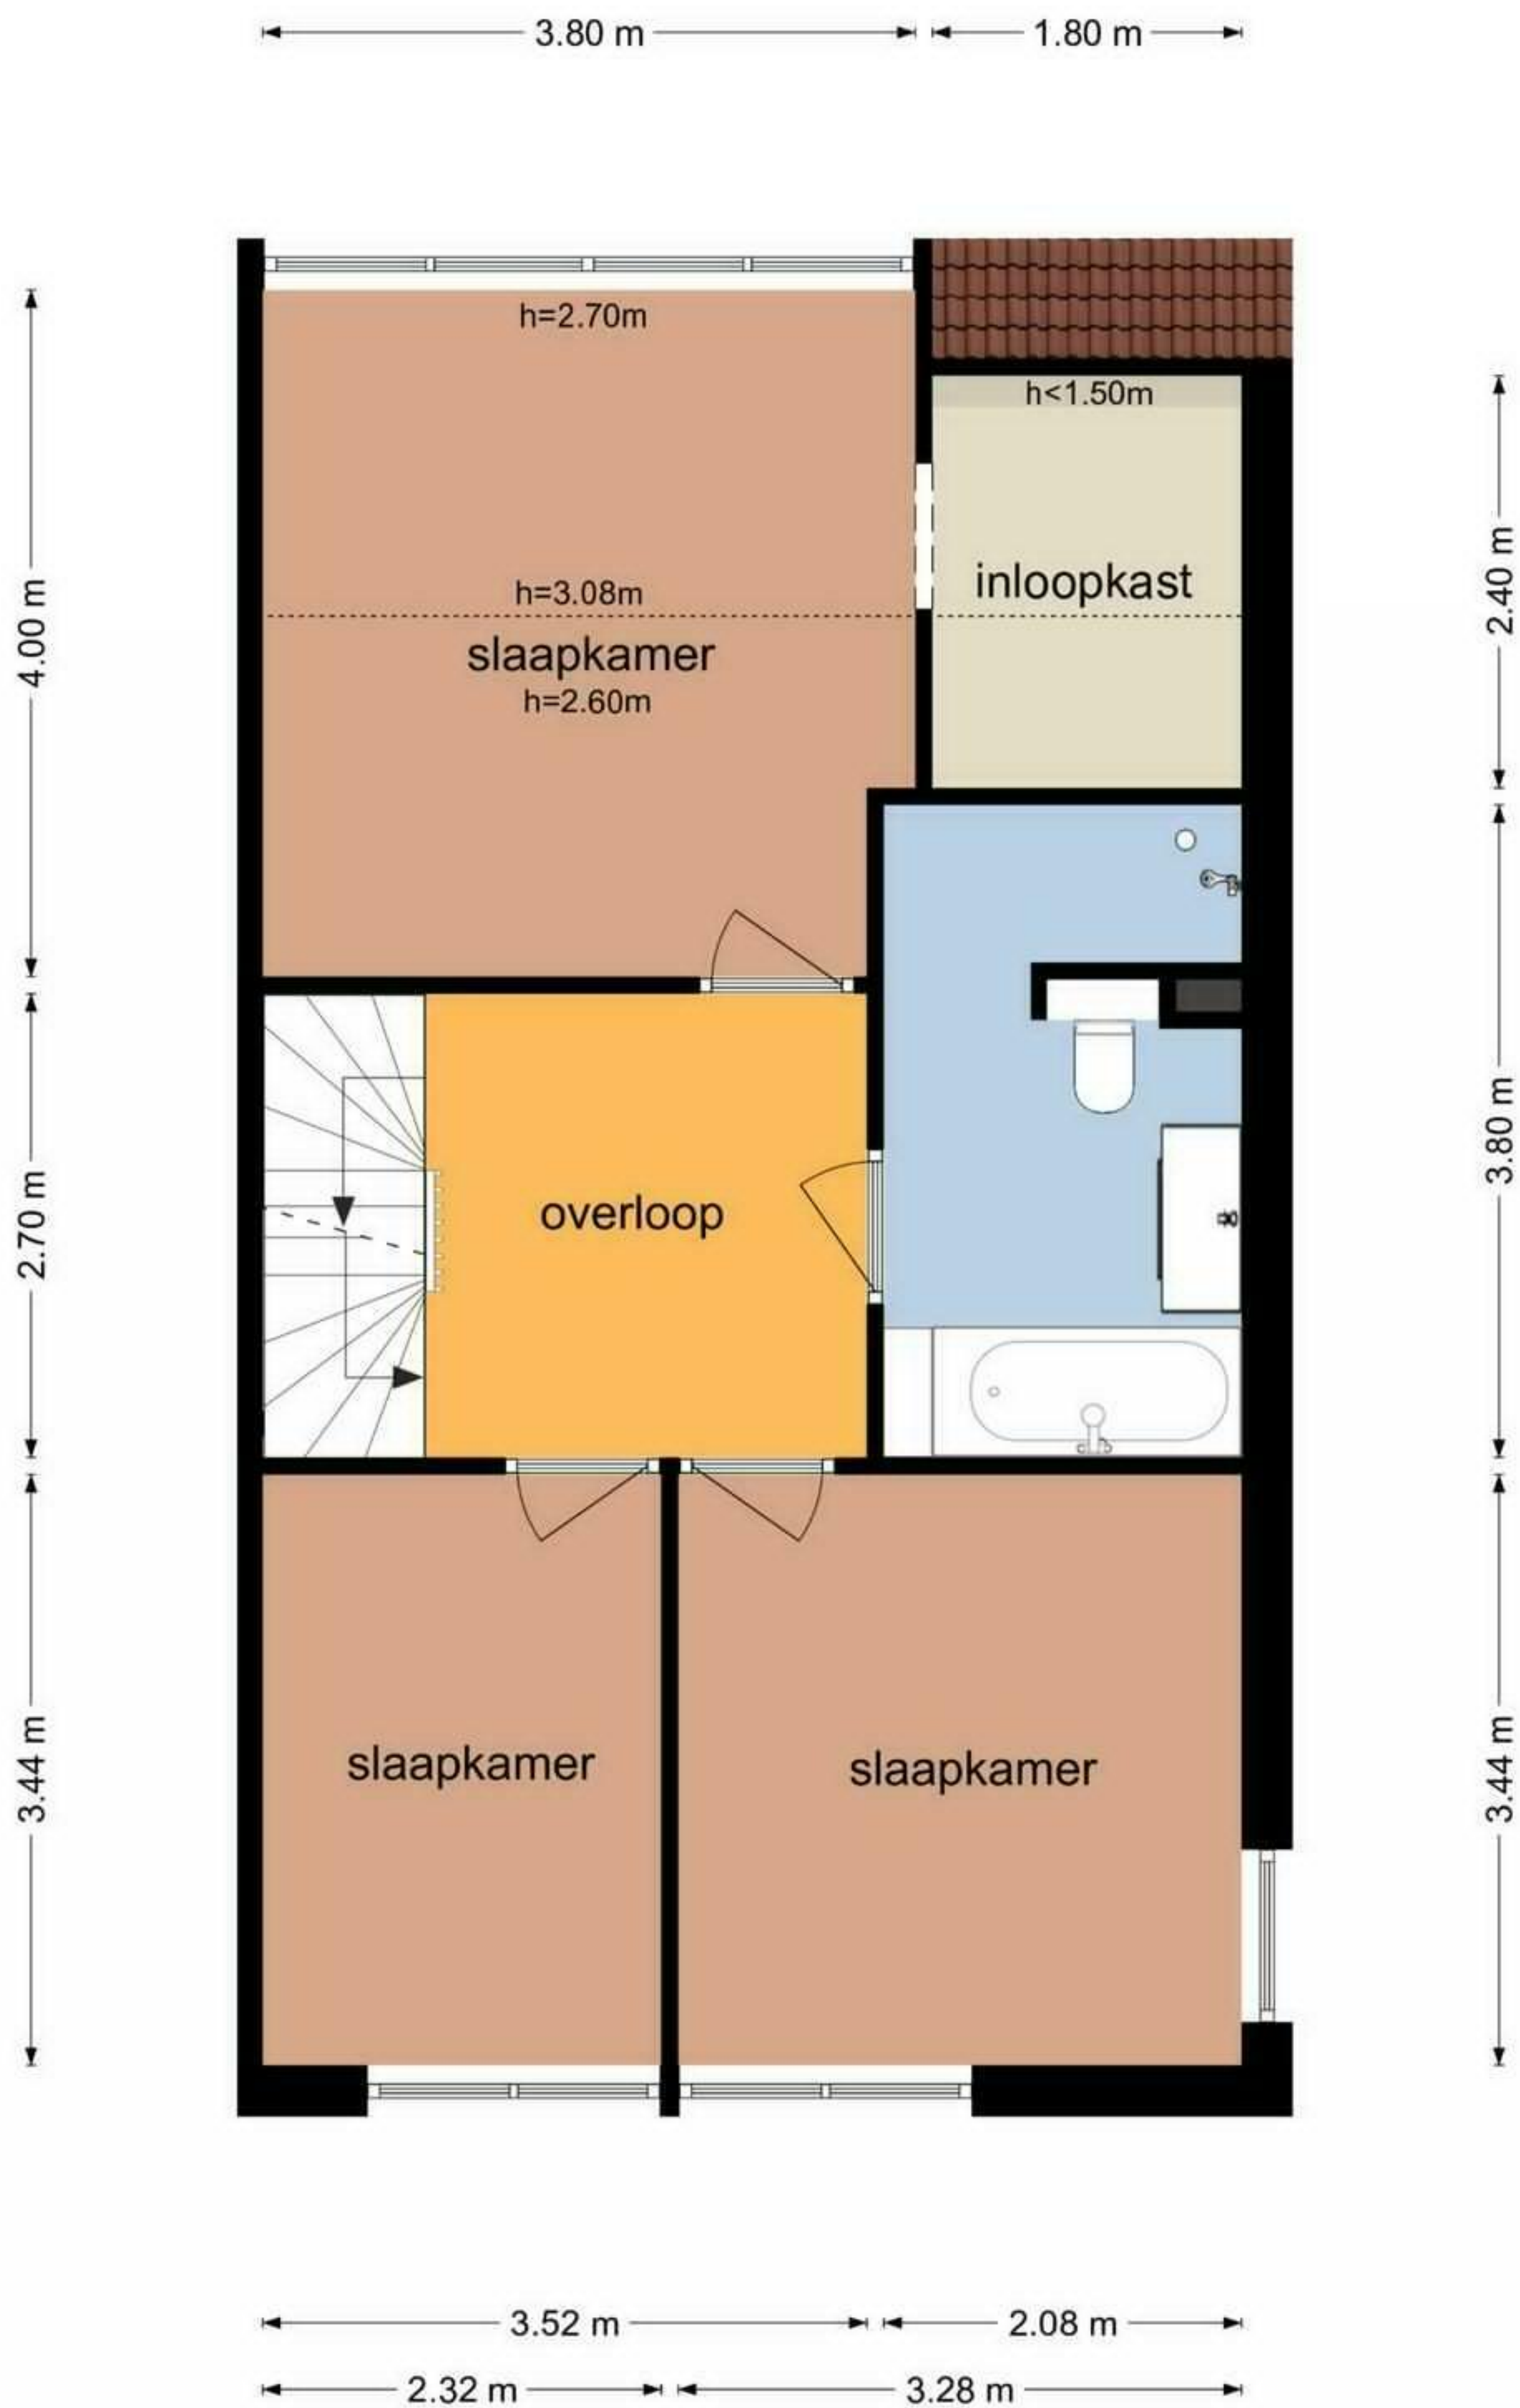 3.80 m
1.80 m
h=2.70m
h<1.50m
4.00 m
h=3.08m
slaapkamer
h=2.60m
inloopkast
2.40 m
2.70 m
overloop
3.80 m
3.44 m
slaapkamer
slaapkamer
3.44 m
3.52 m
2.08 m
2.32 m
3.28 m